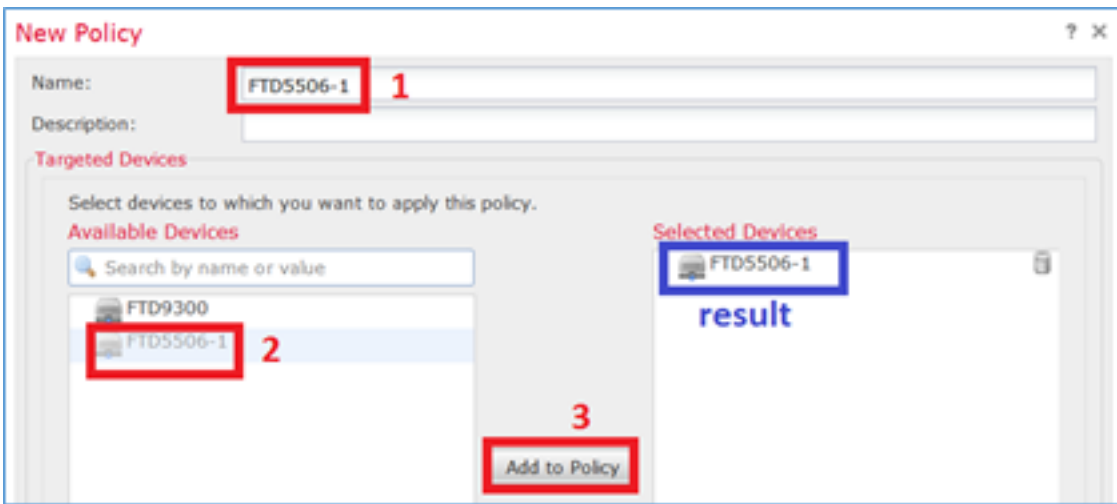 New Policy ? ×
Name: FTD5506-1 1
Description:
Targeted Devices
Select devices to which you want to apply this policy.
Available Devices Selected Devices
Search by name or value FTD5506-1
FTD9300 result
FTD5506-1 2
3
Add to Policy